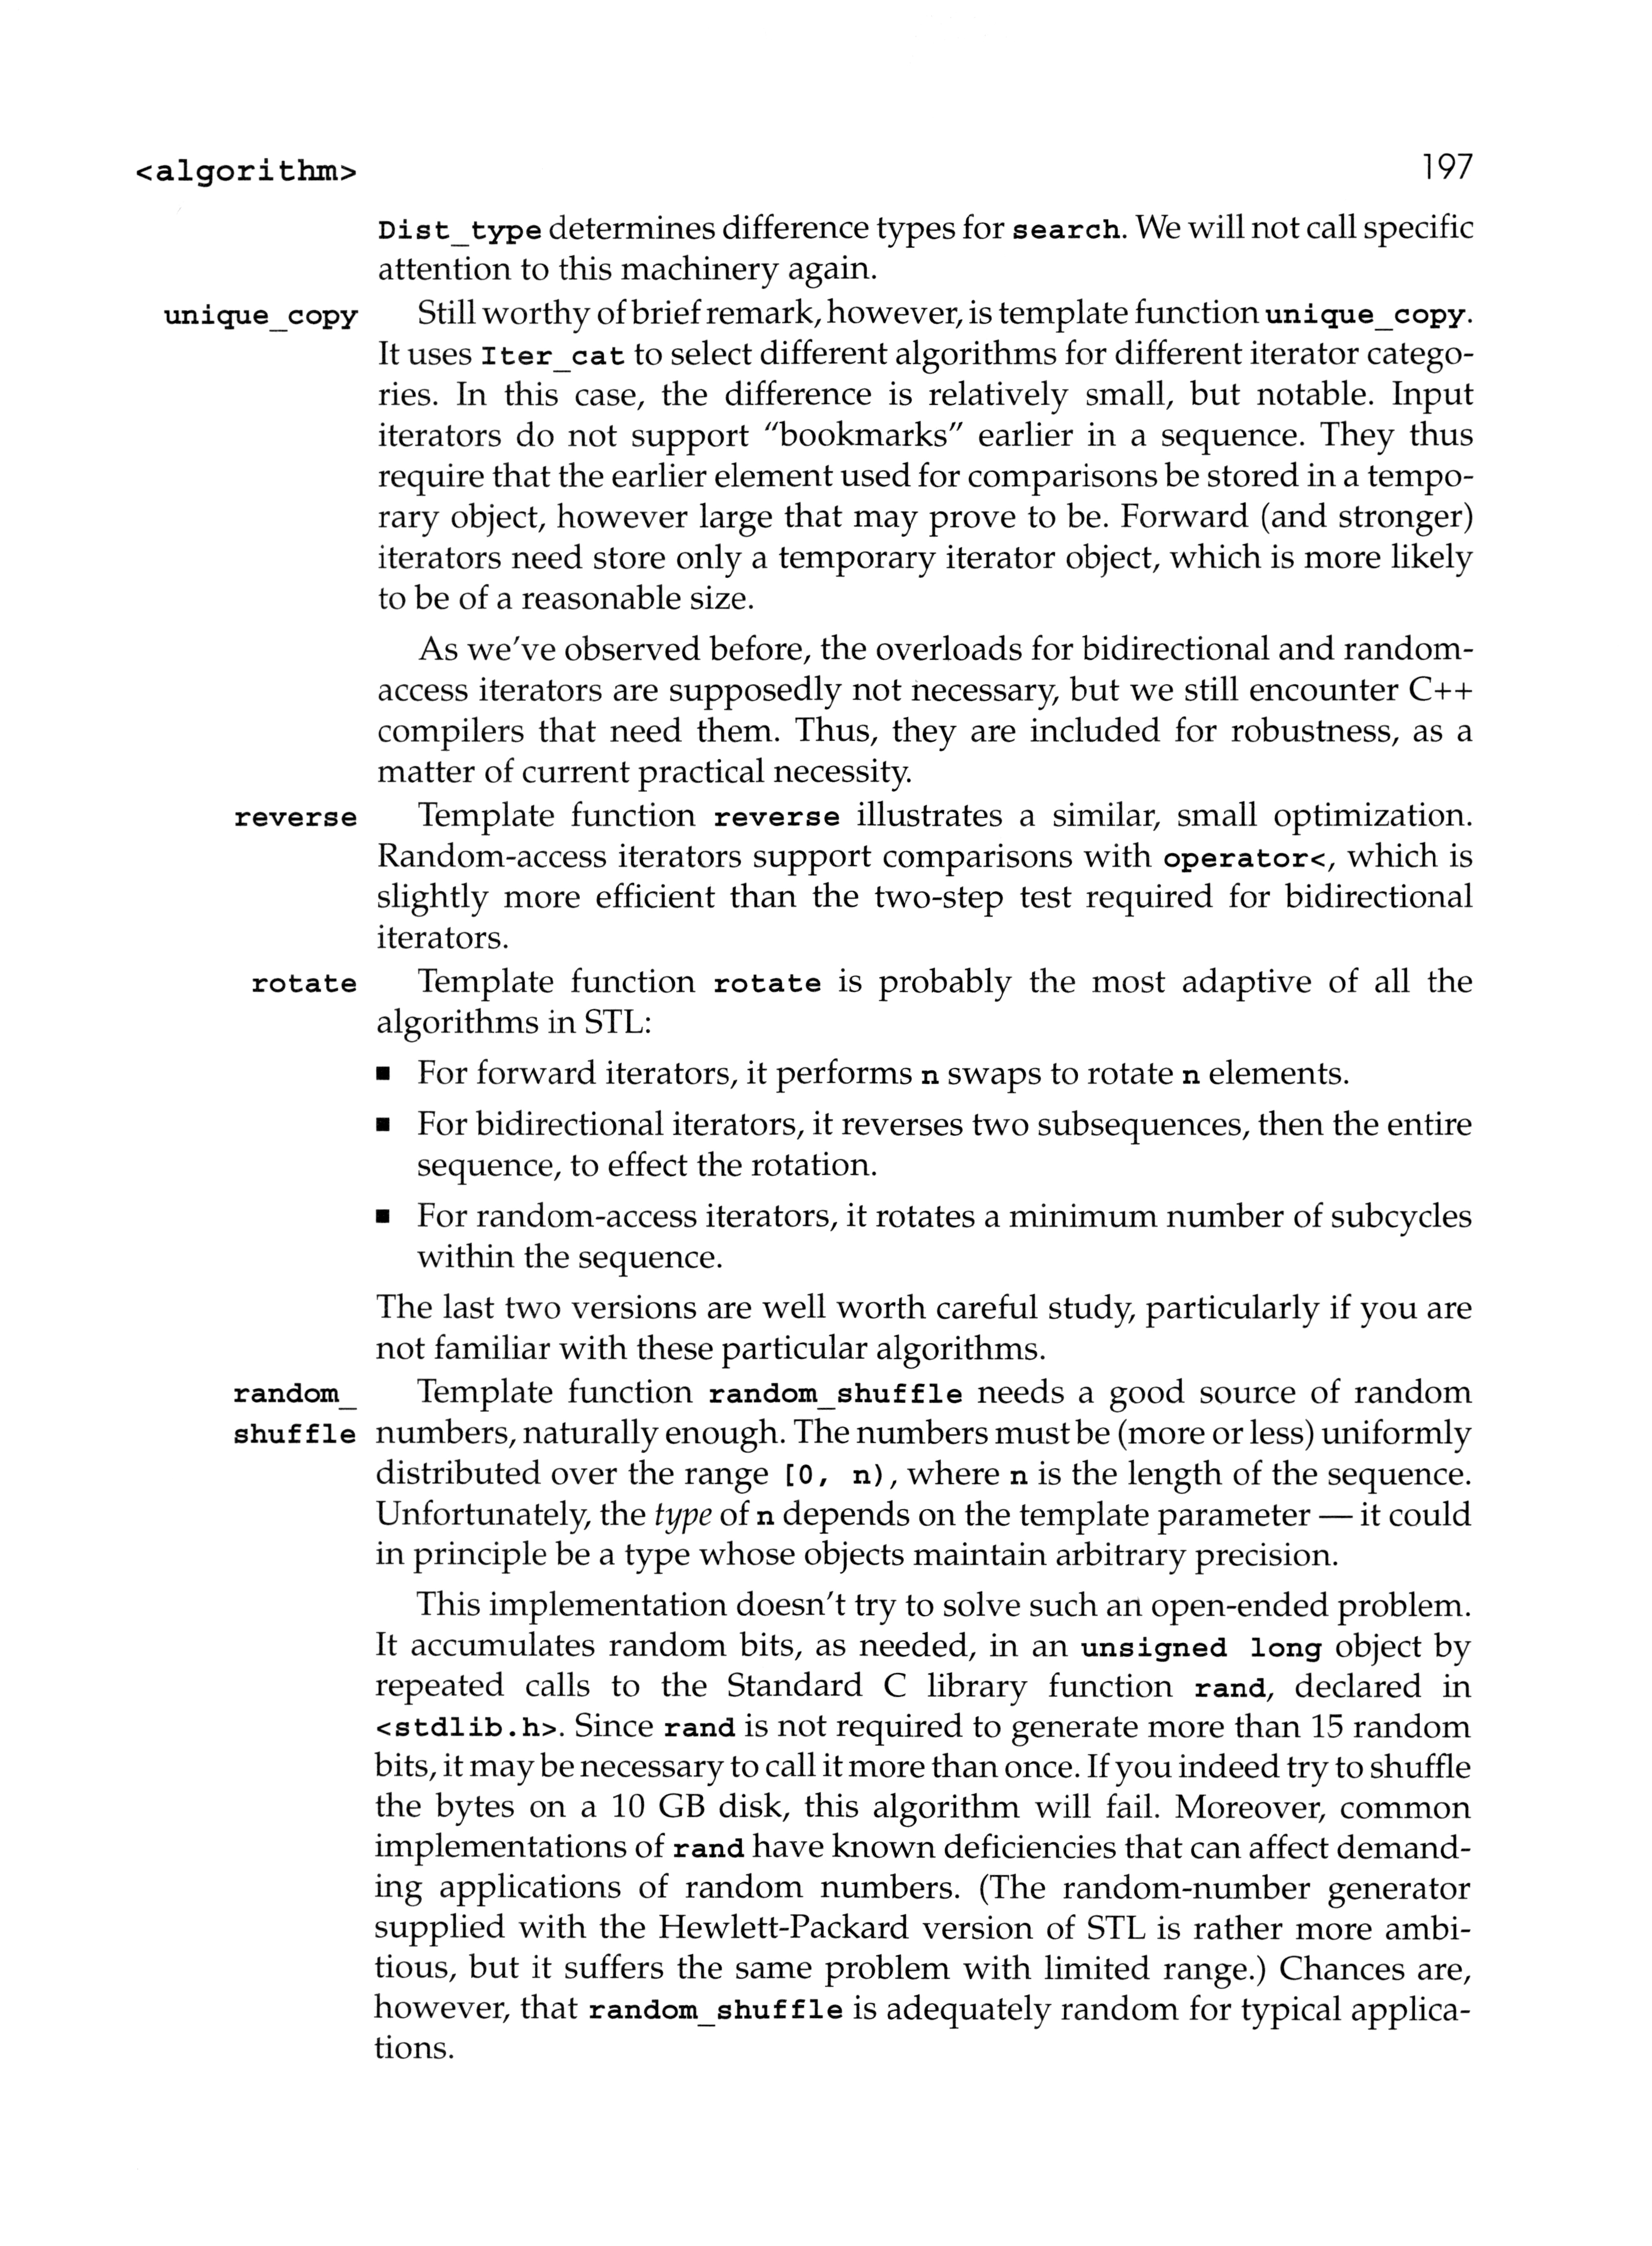 <algorithm> 197
Dist_type determines difference types for search. We will not call specific
attention to this machinery again.
unique_copy Still worthy of brief remark, however, is template function unique_copy.
It uses Iter_cat to select different algorithms for different iterator catego-
ries. In this case, the difference is relatively small, but notable. Input
iterators do not support "bookmarks" earlier in a sequence. They thus
require that the earlier element used for comparisons be stored in a tempo-
rary object, however large that may prove to be. Forward (and stronger)
iterators need store only a temporary iterator object, which is more likely
to be of a reasonable size.
As we've observed before, the overloads for bidirectional and random-
access iterators are supposedly not necessary, but we still encounter C++
compilers that need them. Thus, they are included for robustness, as a
matter of current practical necessity.
reverse Template function reverse illustrates a similar, small optimization.
Random-access iterators support comparisons with operator<, which is
slightly more efficient than the two-step test required for bidirectional
iterators.
rotate Template function rotate is probably the most adaptive of all the
algorithms in STL:
■ For forward iterators, it performs n swaps to rotate n elements.
■ For bidirectional iterators, it reverses two subsequences, then the entire
sequence, to effect the rotation.
■ For random-access iterators, it rotates a minimum number of subcycles
within the sequence.
The last two versions are well worth careful study, particularly if you are
not familiar with these particular algorithms.
random_ Template function random_shuffle needs a good source of random
shuffle numbers, naturally enough. The numbers must be (more or less) uniformly
distributed over the range [0, n), where n is the length of the sequence.
Unfortunately, the type of n depends on the template parameter — it could
in principle be a type whose objects maintain arbitrary precision.
This implementation doesn't try to solve such an open-ended problem.
It accumulates random bits, as needed, in an unsigned long object by
repeated calls to the Standard C library function rand, declared in
<stdlib.h>. Since rand is not required to generate more than 15 random
bits, it may be necessary to call it more than once. If you indeed try to shuffle
the bytes on a 10 GB disk, this algorithm will fail. Moreover, common
implementations of rand have known deficiencies that can affect demand-
ing applications of random numbers. (The random-number generator
supplied with the Hewlett-Packard version of STL is rather more ambi-
tious, but it suffers the same problem with limited range.) Chances are,
however, that random_shuffle is adequately random for typical applica-
tions.